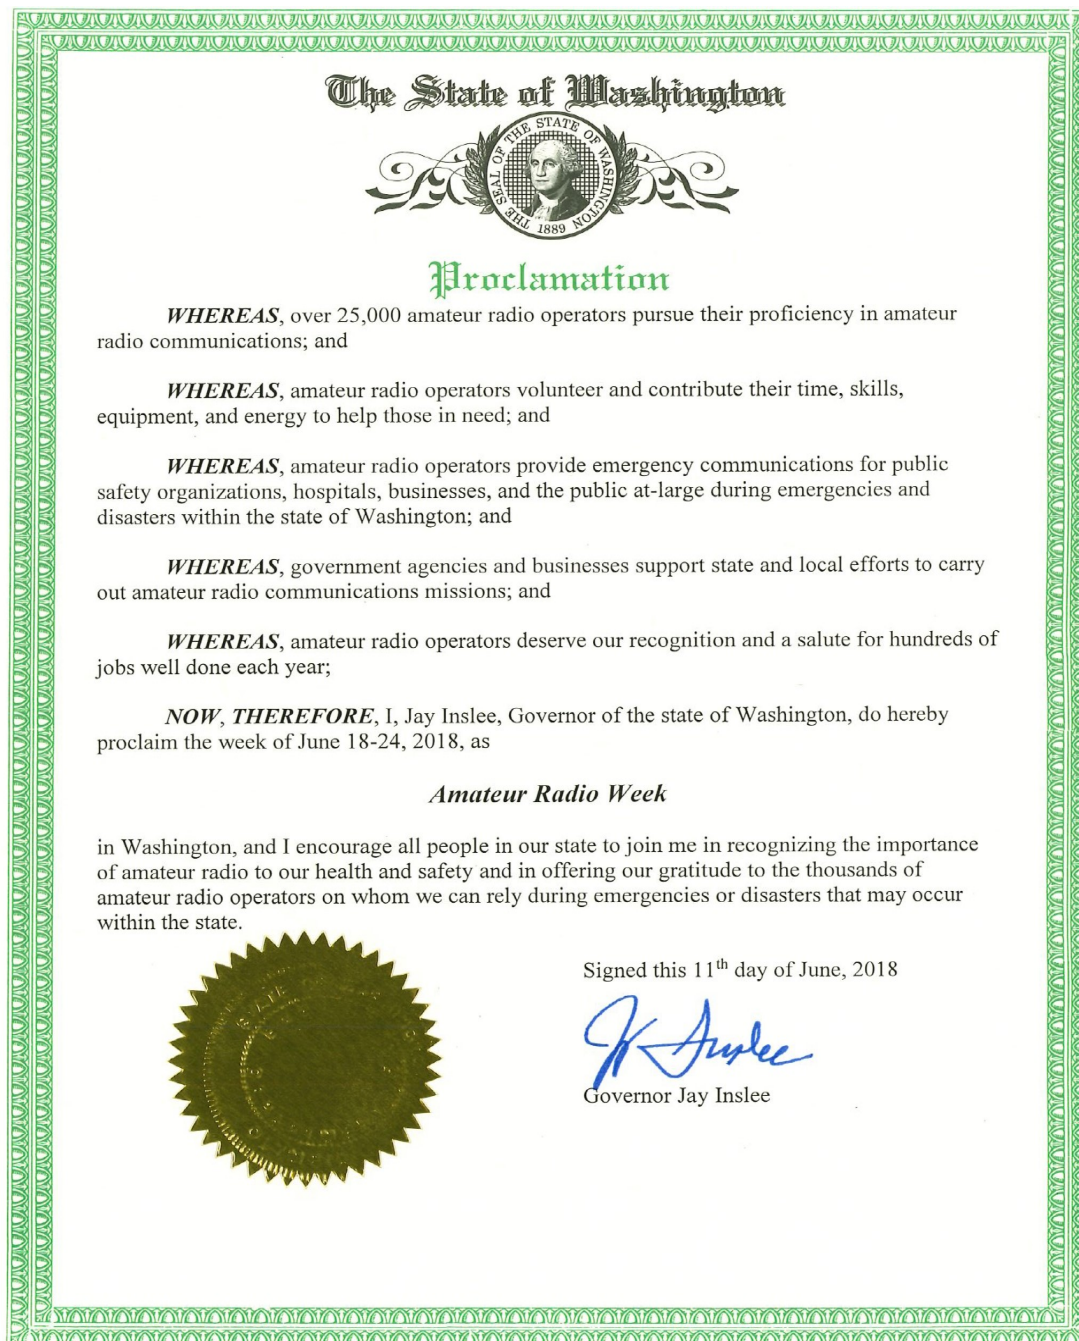 The State of Washington
THE SEAL OF THE STATE OF WASHINGTON
1889
Proclamation
WHEREAS, over 25,000 amateur radio operators pursue their proficiency in amateur
radio communications; and
WHEREAS, amateur radio operators volunteer and contribute their time, skills,
equipment, and energy to help those in need; and
WHEREAS, amateur radio operators provide emergency communications for public
safety organizations, hospitals, businesses, and the public at-large during emergencies and
disasters within the state of Washington; and
WHEREAS, government agencies and businesses support state and local efforts to carry
out amateur radio communications missions; and
WHEREAS, amateur radio operators deserve our recognition and a salute for hundreds of
jobs well done each year;
NOW, THEREFORE, I, Jay Inslee, Governor of the state of Washington, do hereby
proclaim the week of June 18-24, 2018, as
Amateur Radio Week
in Washington, and I encourage all people in our state to join me in recognizing the importance
of amateur radio to our health and safety and in offering our gratitude to the thousands of
amateur radio operators on whom we can rely during emergencies or disasters that may occur
within the state.
Signed this 11th day of June, 2018
Jay Inslee
Governor Jay Inslee
STATE